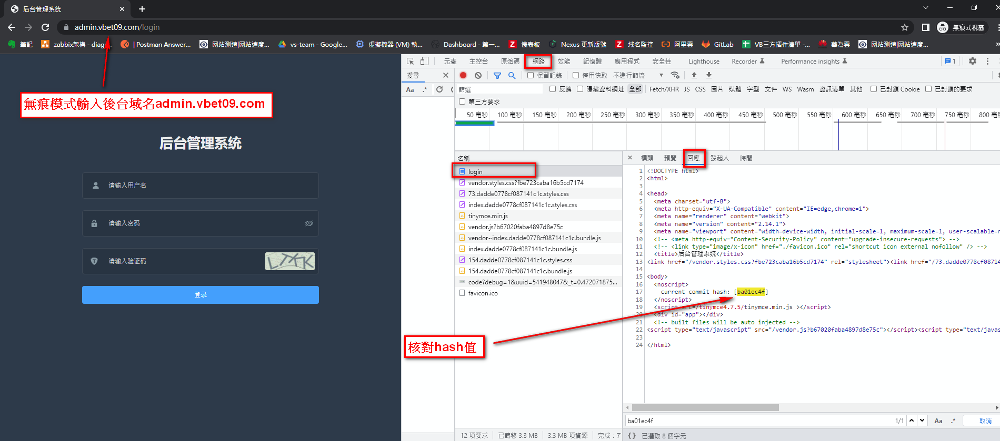 后台管理系统
admin.vbet09.com/login
無痕式視窗
筆記
zabbix架構 - diag
| Postman Answer...
网站测速|网站速度...
vs-team - Google...
虛擬機器 (VM) 執...
Dashboard - 第一...
儀表板
Nexus 更新版號
域名監控
阿里雲
GitLab
VB三方插件清單 -...
華為雲
网站测速|网站速度...
無痕模式輸入後台域名admin.vbet09.com
后台管理系统
请输入用户名
请输入密码
请输入验证码
登录
元素 主控台 原始碼 網路 效能 記憶體 應用程式 安全性 Lighthouse Recorder Performance insights 1
搜尋
保留記錄 停用快取 不進行節流
Aa .*
篩選 反轉 隱藏資料網址 全部 Fetch/XHR JS CSS 圖片 媒體 字型 文件 WS Wasm 資訊清單 其他 已封鎖 Cookie 已封鎖的要求
第三方要求
50 毫秒 100 毫秒 150 毫秒 200 毫秒 250 毫秒 300 毫秒 350 毫秒 400 毫秒 450 毫秒 500 毫秒 550 毫秒 600 毫秒 650 毫秒 700 毫秒 750 毫秒 800 毫
名稱
login
vendor.styles.css?fbe723caba16b5cd7174
73.dadde0778cf087141c1c.styles.css
index.dadde0778cf087141c1c.styles.css
tinymce.min.js
vendor.js?b67020faba4897d8e75c
vendor~index.dadde0778cf087141c1c.bundle.js
index.dadde0778cf087141c1c.bundle.js
154.dadde0778cf087141c1c.styles.css
154.dadde0778cf087141c1c.bundle.js
code?debug=1&uuid=541948047&_t=0.472071875...
favicon.ico
標頭 預覽 回應 發起人 時間
1 <!DOCTYPE html>
2 <html>
3
4 <head>
5 <meta charset="utf-8">
6 <meta http-equiv="X-UA-Compatible" content="IE=edge,chrome=1">
7 <meta name="renderer" content="webkit">
8 <meta name="version" content="2.14.1">
9 <meta name="viewport" content="width=device-width, initial-scale=1, maximum-scale=1, user-scalable=n
10 <!-- <meta http-equiv="Content-Security-Policy" content="upgrade-insecure-requests"> -->
11 <!-- <link type="image/x-icon" href="./favicon.ico" rel="shortcut icon external nofollow" /> -->
12 <title>后台管理系统</title>
13 <link href="/vendor.styles.css?fbe723caba16b5cd7174" rel="stylesheet"><link href="/73.dadde0778cf08714
14
15 <body>
16 <noscript>
17 current commit hash: [ba01ec4f]
18 </noscript>
19 <script src=/tinymce4.7.5/tinymce.min.js ></script>
20 <div id="app"></div>
21 <!-- built files will be auto injected -->
22 <script type="text/javascript" src="/vendor.js?b67020faba4897d8e75c"></script><script type="text/javas
23
24 </html>
核對hash值
ba01ec4f 1/1 Aa .* 取消
12 項要求 已轉移 3.3 MB 3.3 MB 項資源 完成：7
{} 已選取 8 個字元